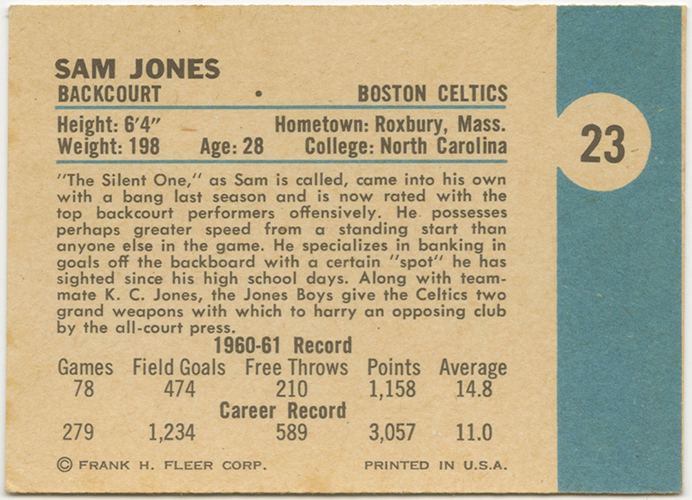 SAM JONES
BACKCOURT • BOSTON CELTICS
Height: 6'4" Hometown: Roxbury, Mass.
Weight: 198 Age: 28 College: North Carolina
23
"The Silent One," as Sam is called, came into his own
with a bang last season and is now rated with the
top backcourt performers offensively. He possesses
perhaps greater speed from a standing start than
anyone else in the game. He specializes in banking in
goals off the backboard with a certain "spot" he has
sighted since his high school days. Along with team-
mate K. C. Jones, the Jones Boys give the Celtics two
grand weapons with which to harry an opposing club
by the all-court press.
1960-61 Record
Games Field Goals Free Throws Points Average
78 474 210 1,158 14.8
Career Record
279 1,234 589 3,057 11.0
© FRANK H. FLEER CORP. PRINTED IN U.S.A.